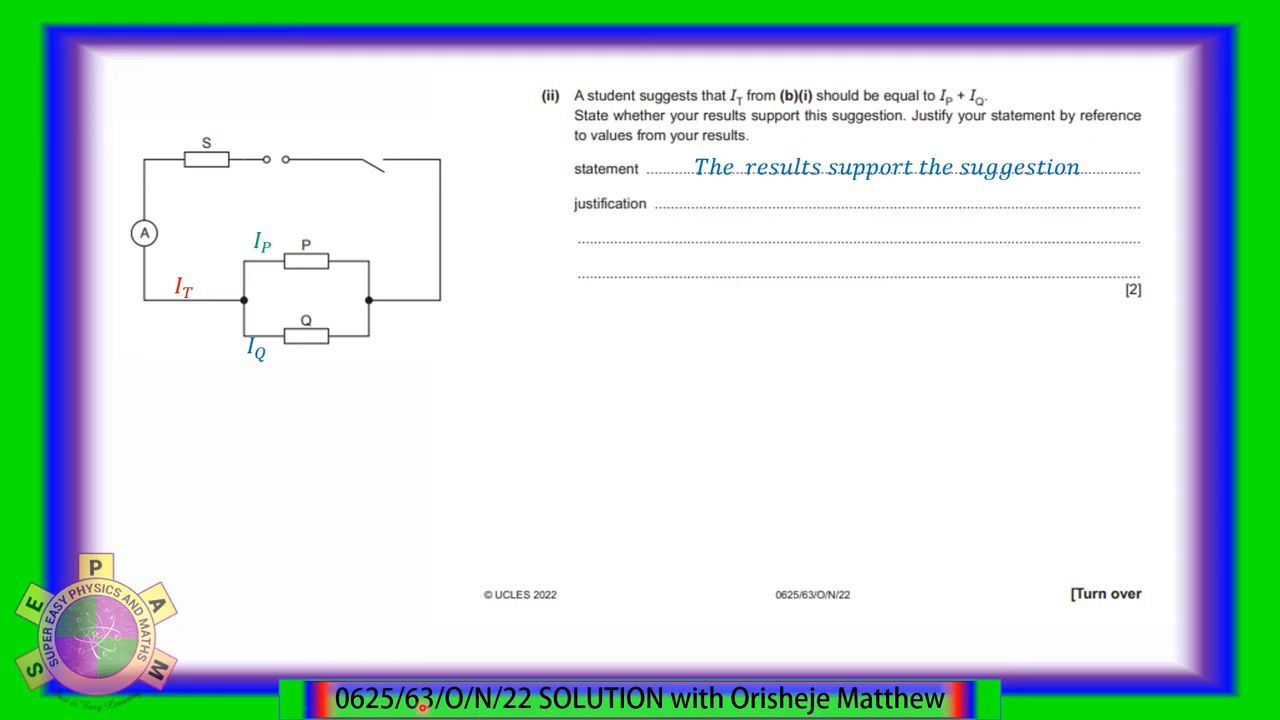 (ii) A student suggests that I_T from (b)(i) should be equal to I_P + I_Q.
State whether your results support this suggestion. Justify your statement by reference
to values from your results.
statement ........ The results support the suggestion ........
justification ................................................
................................................
................................................
[2]
S
A
I_P
P
I_T
Q
I_Q
© UCLES 2022
0625/63/O/N/22
[Turn over
S E P A M
SUPER EASY PHYSICS AND MATHS
0625/63/O/N/22 SOLUTION with Orisheje Matthew